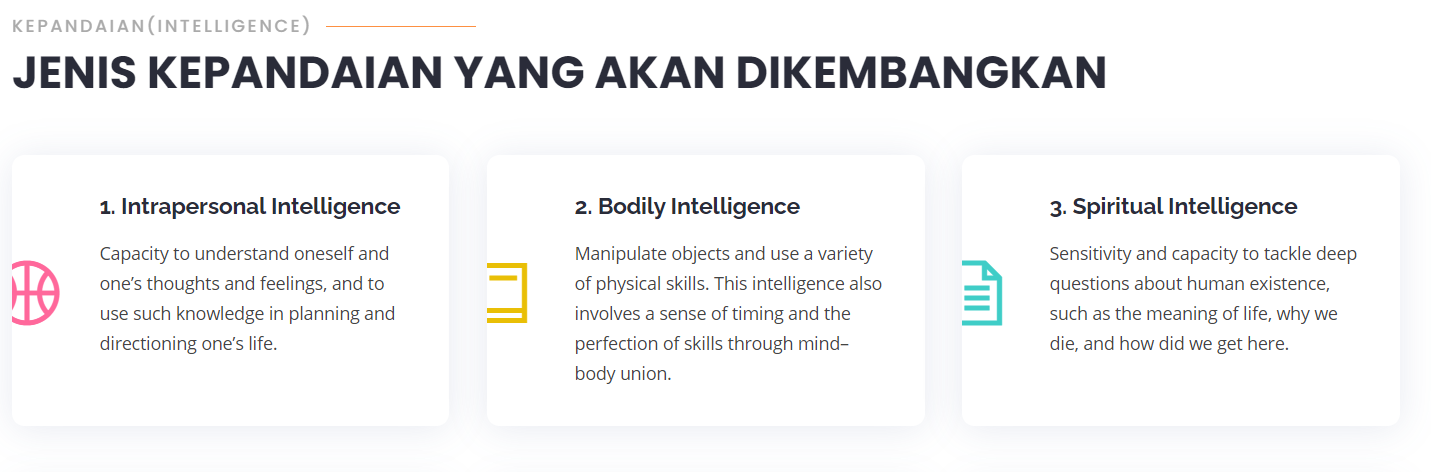 KEPANDAIAN(INTELLIGENCE)
JENIS KEPANDAIAN YANG AKAN DIKEMBANGKAN
1. Intrapersonal Intelligence
Capacity to understand oneself and
one’s thoughts and feelings, and to
use such knowledge in planning and
directioning one’s life.
2. Bodily Intelligence
Manipulate objects and use a variety
of physical skills. This intelligence also
involves a sense of timing and the
perfection of skills through mind–
body union.
3. Spiritual Intelligence
Sensitivity and capacity to tackle deep
questions about human existence,
such as the meaning of life, why we
die, and how did we get here.